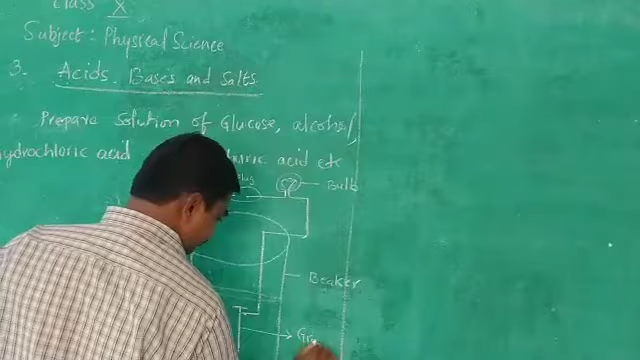 Class X
Subject: Physical Science
3. Acids. Bases and Salts
Prepare Solution of Glucose, alcohol,
hydrochloric acid acid etc
Bulb
Beaker
Gra